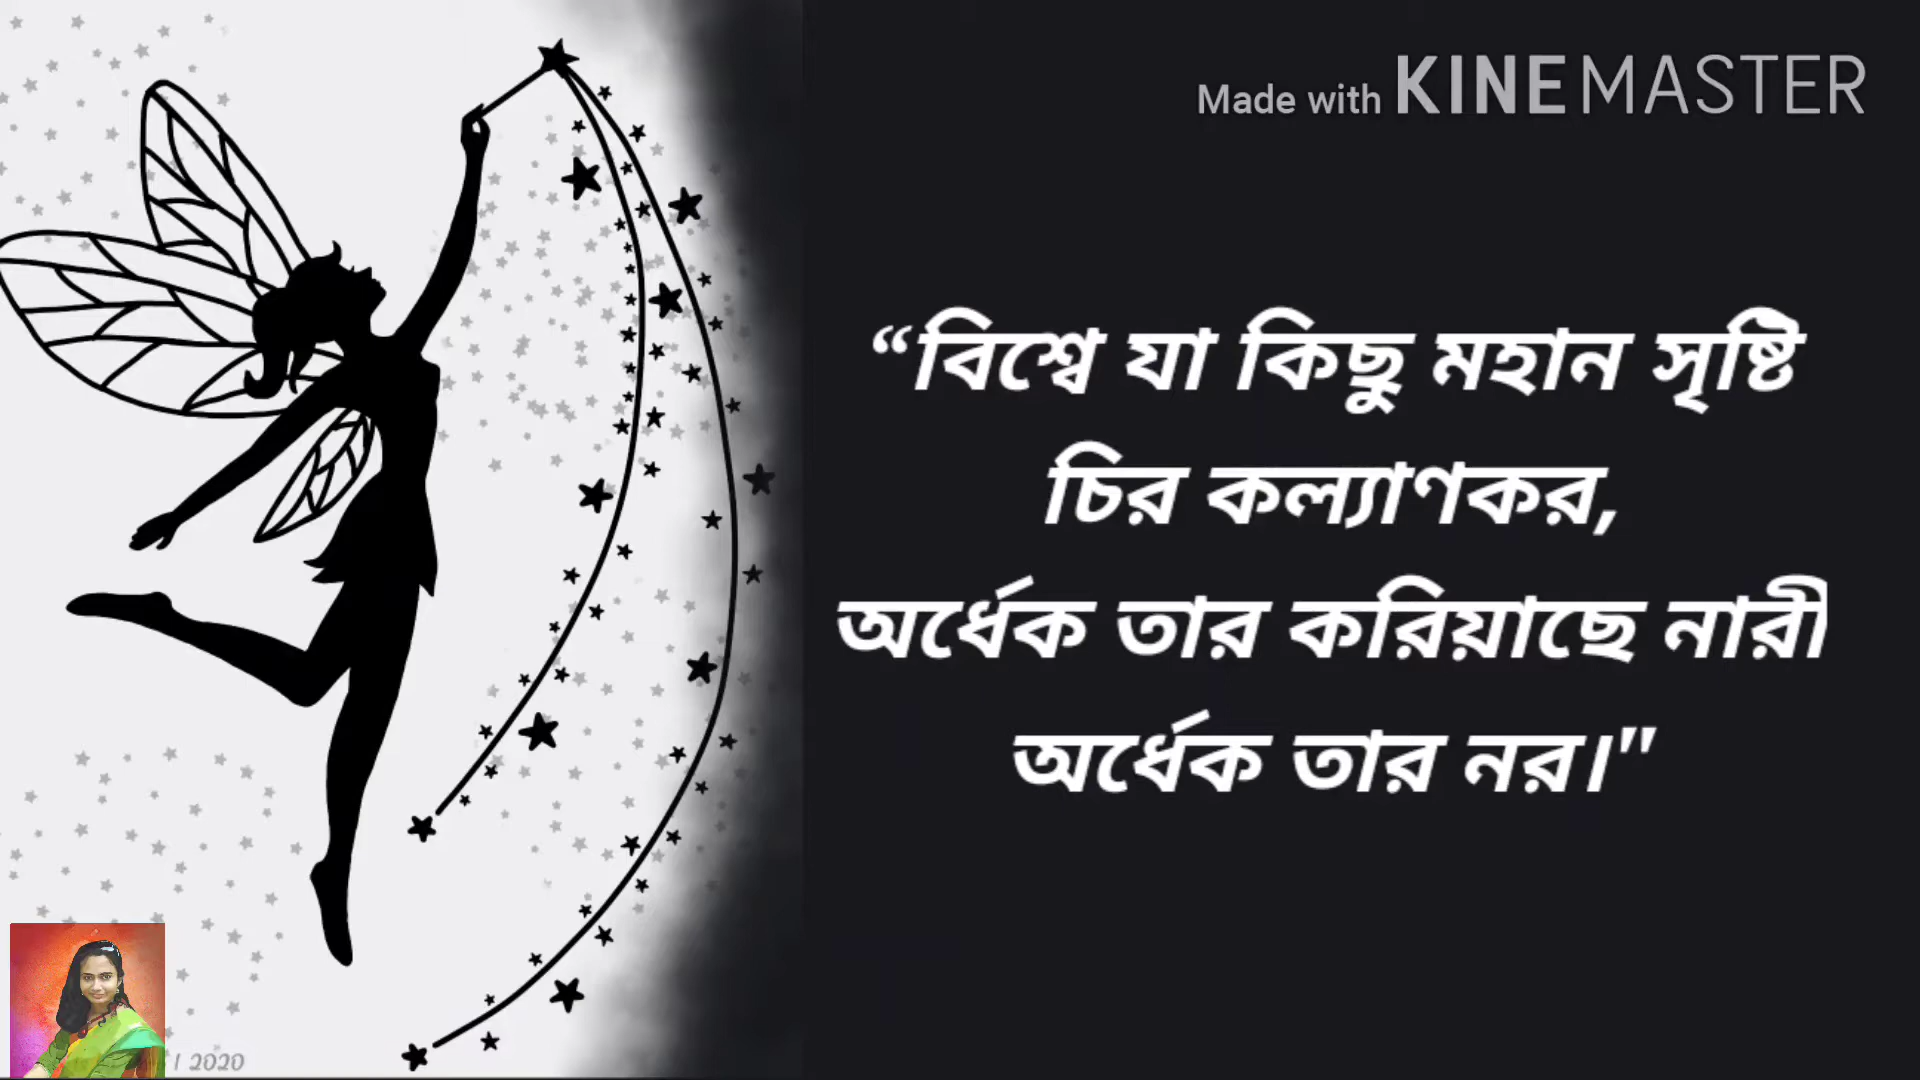 Made with KINEMASTER
“বিশ্বে যা কিছু মহান সৃষ্টি
চির কল্যাণকর,
অর্ধেক তার করিয়াছে নারী
অর্ধেক তার নর।"
2020